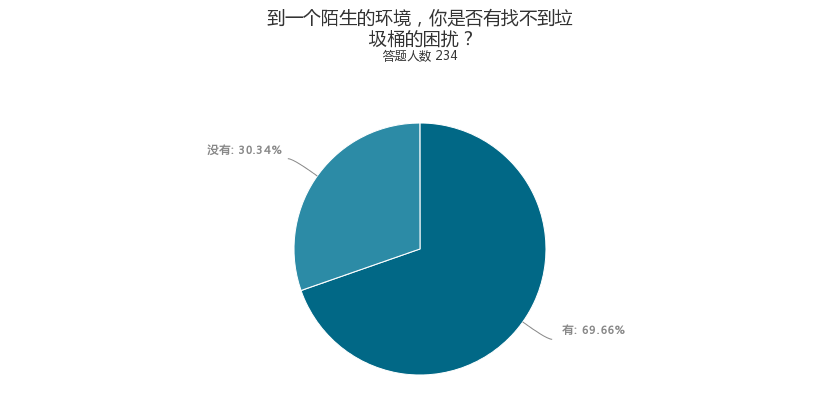 到一个陌生的环境，你是否有找不到垃
圾桶的困扰？
答题人数 234
没有: 30.34%
有: 69.66%